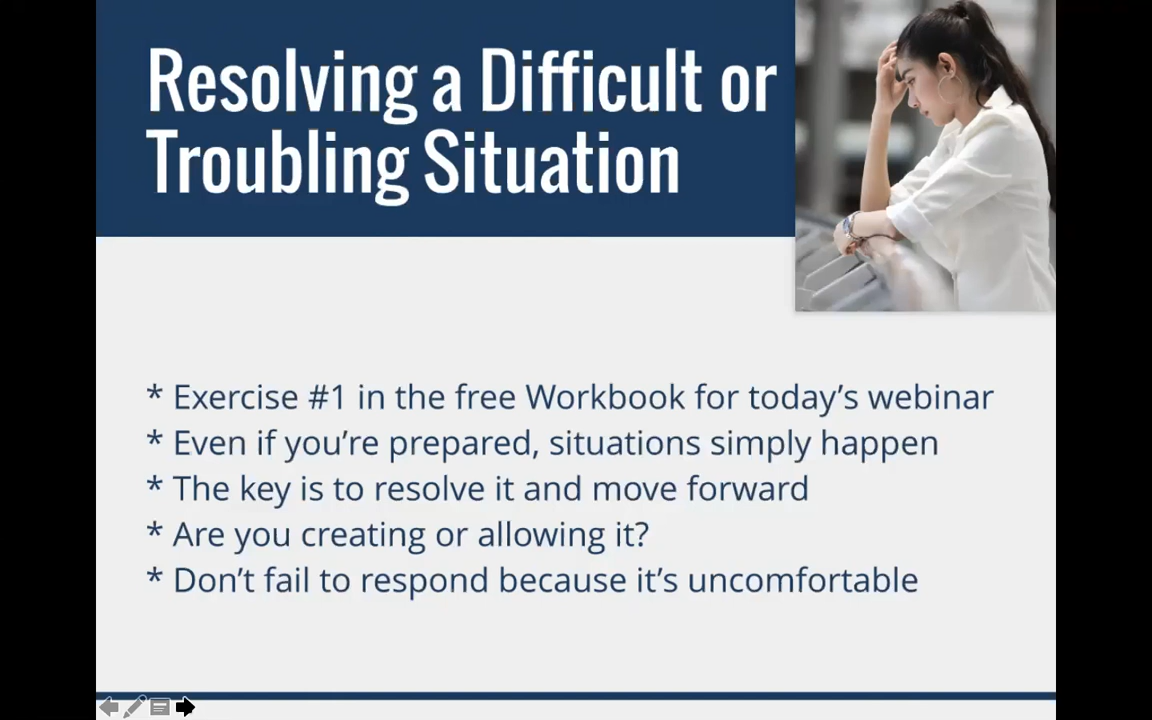 Resolving a Difficult or
Troubling Situation
* Exercise #1 in the free Workbook for today’s webinar
* Even if you’re prepared, situations simply happen
* The key is to resolve it and move forward
* Are you creating or allowing it?
* Don’t fail to respond because it’s uncomfortable